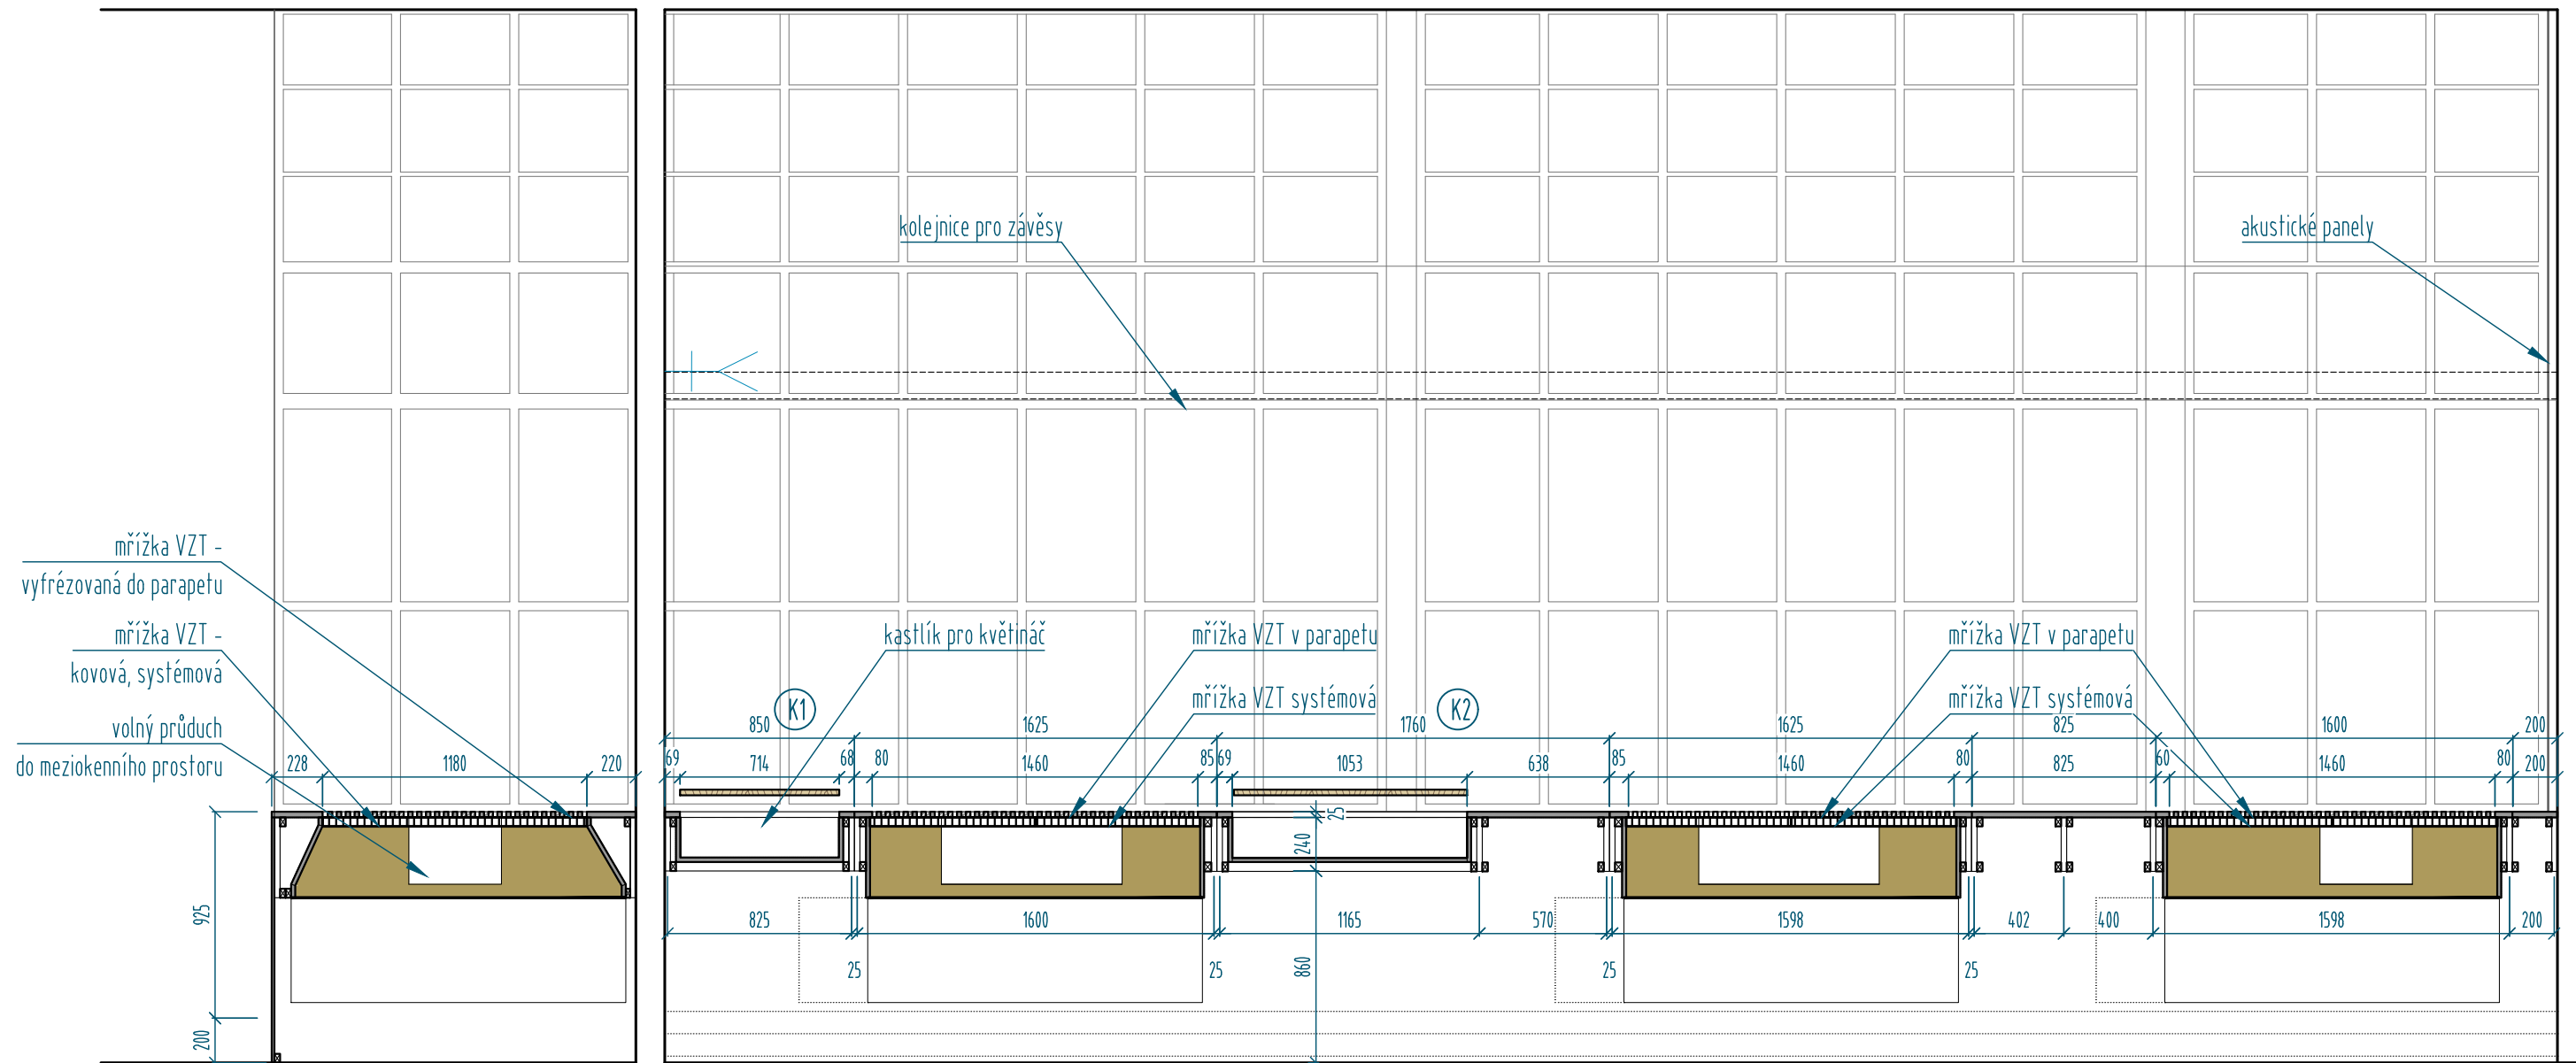 kolejnice pro závěsy
akustické panely
mřížka VZT -
vyfrézovaná do parapetu
mřížka VZT -
kovová, systémová
volný průduch
do meziokenního prostoru
kastlík pro květináč
mřížka VZT v parapetu
mřížka VZT v parapetu
mřížka VZT systémová
mřížka VZT systémová
K1
K2
850 1625 1760 1625 825 1600 200
228 1180 220 69 714 68 80 1460 85 69 1053 638 85 1460 80 825 60 1460 80 200
25
240
925
825 1600 1165 570 1598 402 400 1598 200
25 25 860 25 25
200